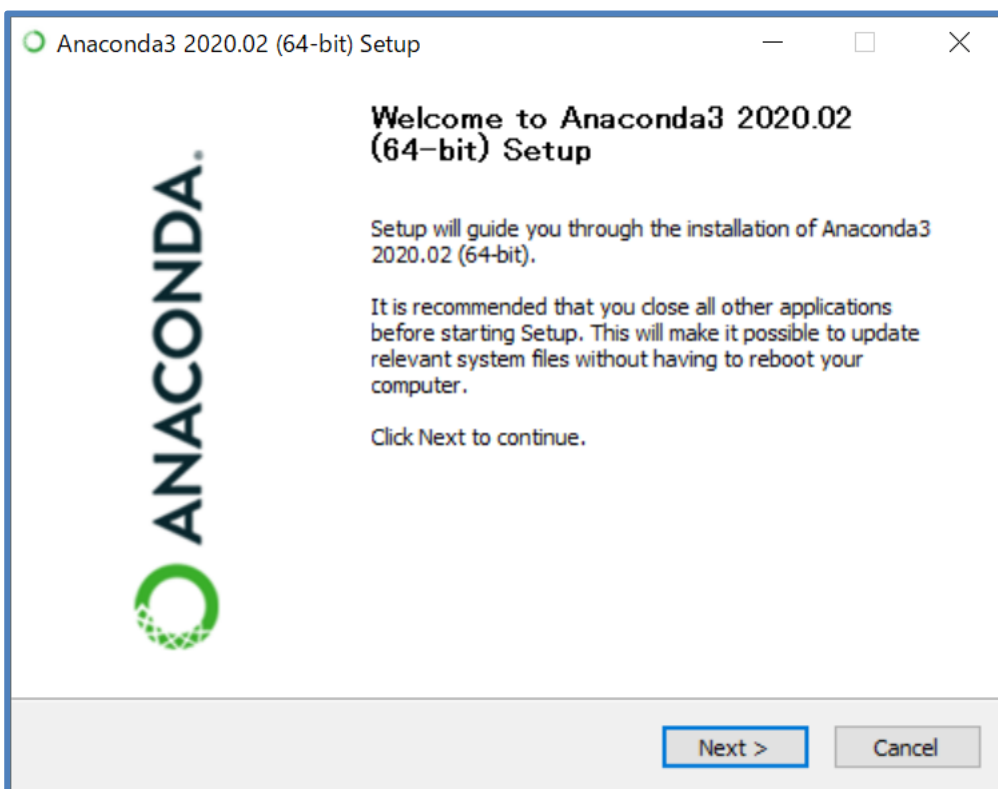 Anaconda3 2020.02 (64-bit) Setup
Welcome to Anaconda3 2020.02
(64-bit) Setup
ANACONDA.
Setup will guide you through the installation of Anaconda3
2020.02 (64-bit).
It is recommended that you close all other applications
before starting Setup. This will make it possible to update
relevant system files without having to reboot your
computer.
Click Next to continue.
Next >
Cancel